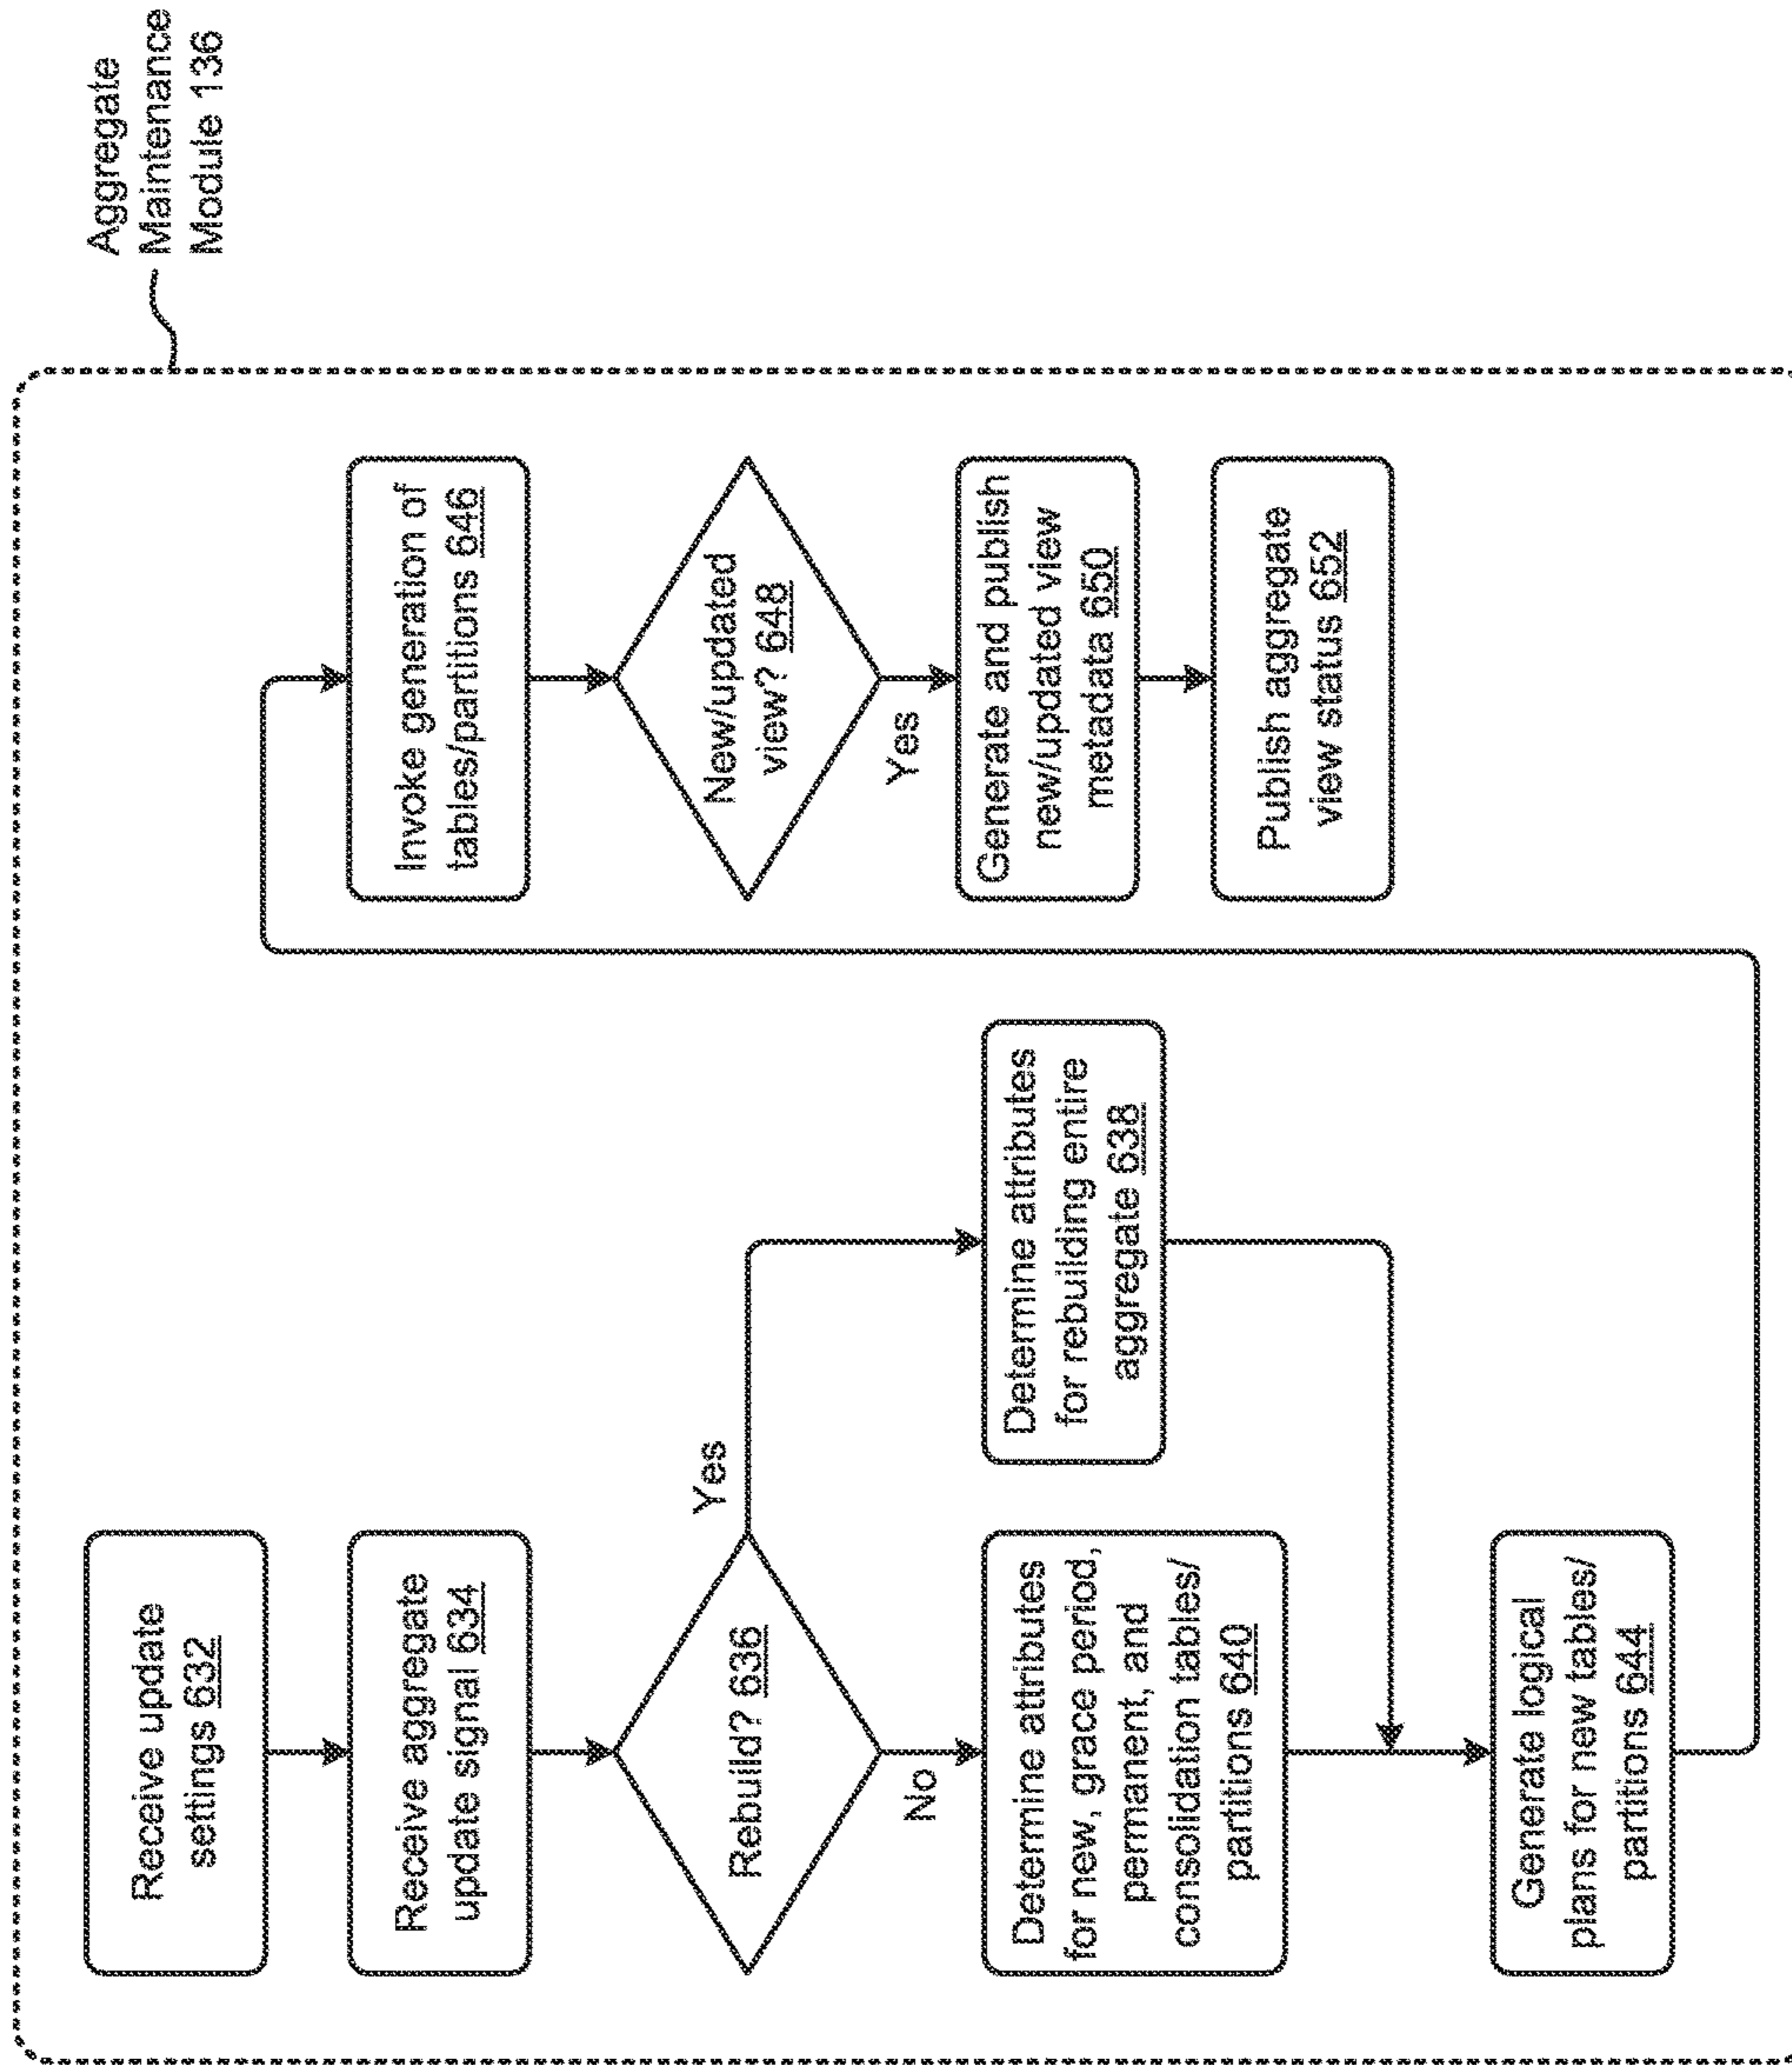 Aggregate
Maintenance
Module 136
Receive update
settings 632
Receive aggregate
update signal 634
Rebuild? 636
Yes
No
Determine attributes
for rebuilding entire
aggregate 638
Determine attributes
for new, grace period,
permanent, and
consolidation tables/
partitions 640
Generate logical
plans for new tables/
partitions 644
Invoke generation of
tables/partitions 646
New/updated
view? 648
Yes
Generate and publish
new/updated view
metadata 650
Publish aggregate
view status 652